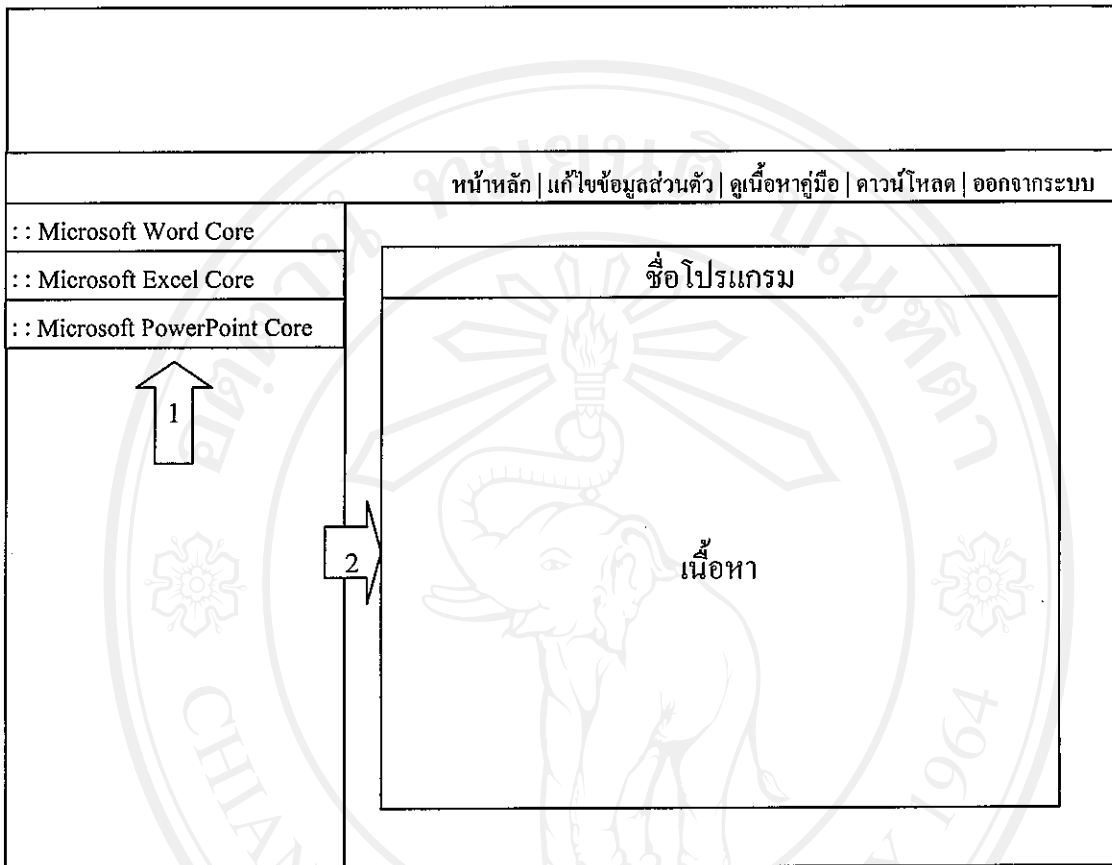 หน้าหลัก | แก้ไขข้อมูลส่วนตัว | ดูเนื้อหาคู่มือ | ดาวน์โหลด | ออกจากระบบ
: : Microsoft Word Core
: : Microsoft Excel Core
: : Microsoft PowerPoint Core
1
ชื่อโปรแกรม
2
เนื้อหา
1964